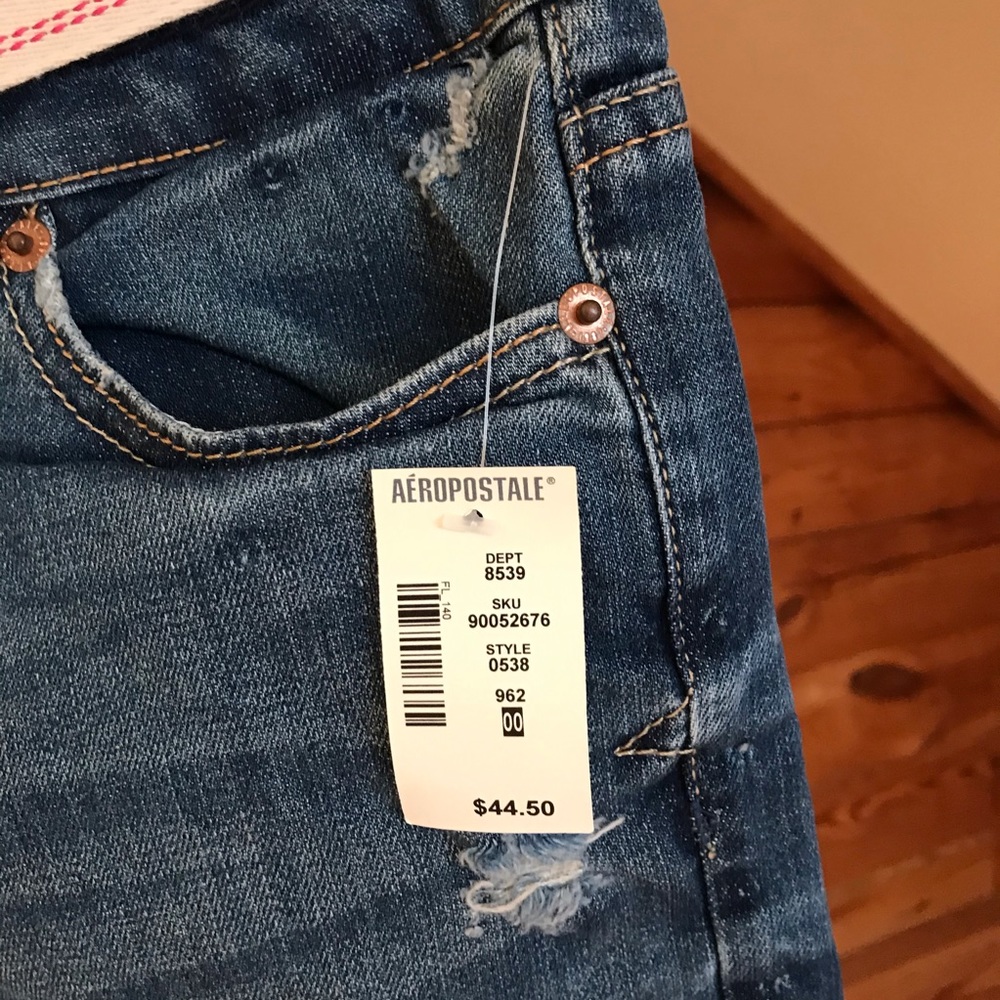 AÉROPOSTALE®
DEPT
8539
FL 140
SKU
90052676
STYLE
0538
962
00
$44.50